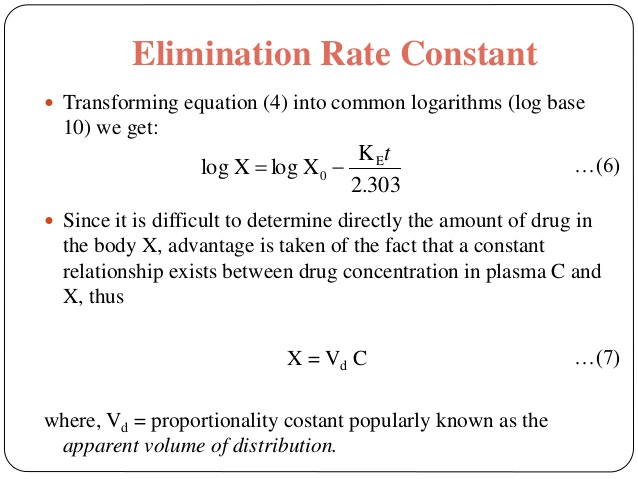 Elimination Rate Constant
• Transforming equation (4) into common logarithms (log base
10) we get:
log X = log X₀ − K_E t / 2.303 …(6)
• Since it is difficult to determine directly the amount of drug in
the body X, advantage is taken of the fact that a constant
relationship exists between drug concentration in plasma C and
X, thus
X = V_d C …(7)
where, V_d = proportionality costant popularly known as the
apparent volume of distribution.